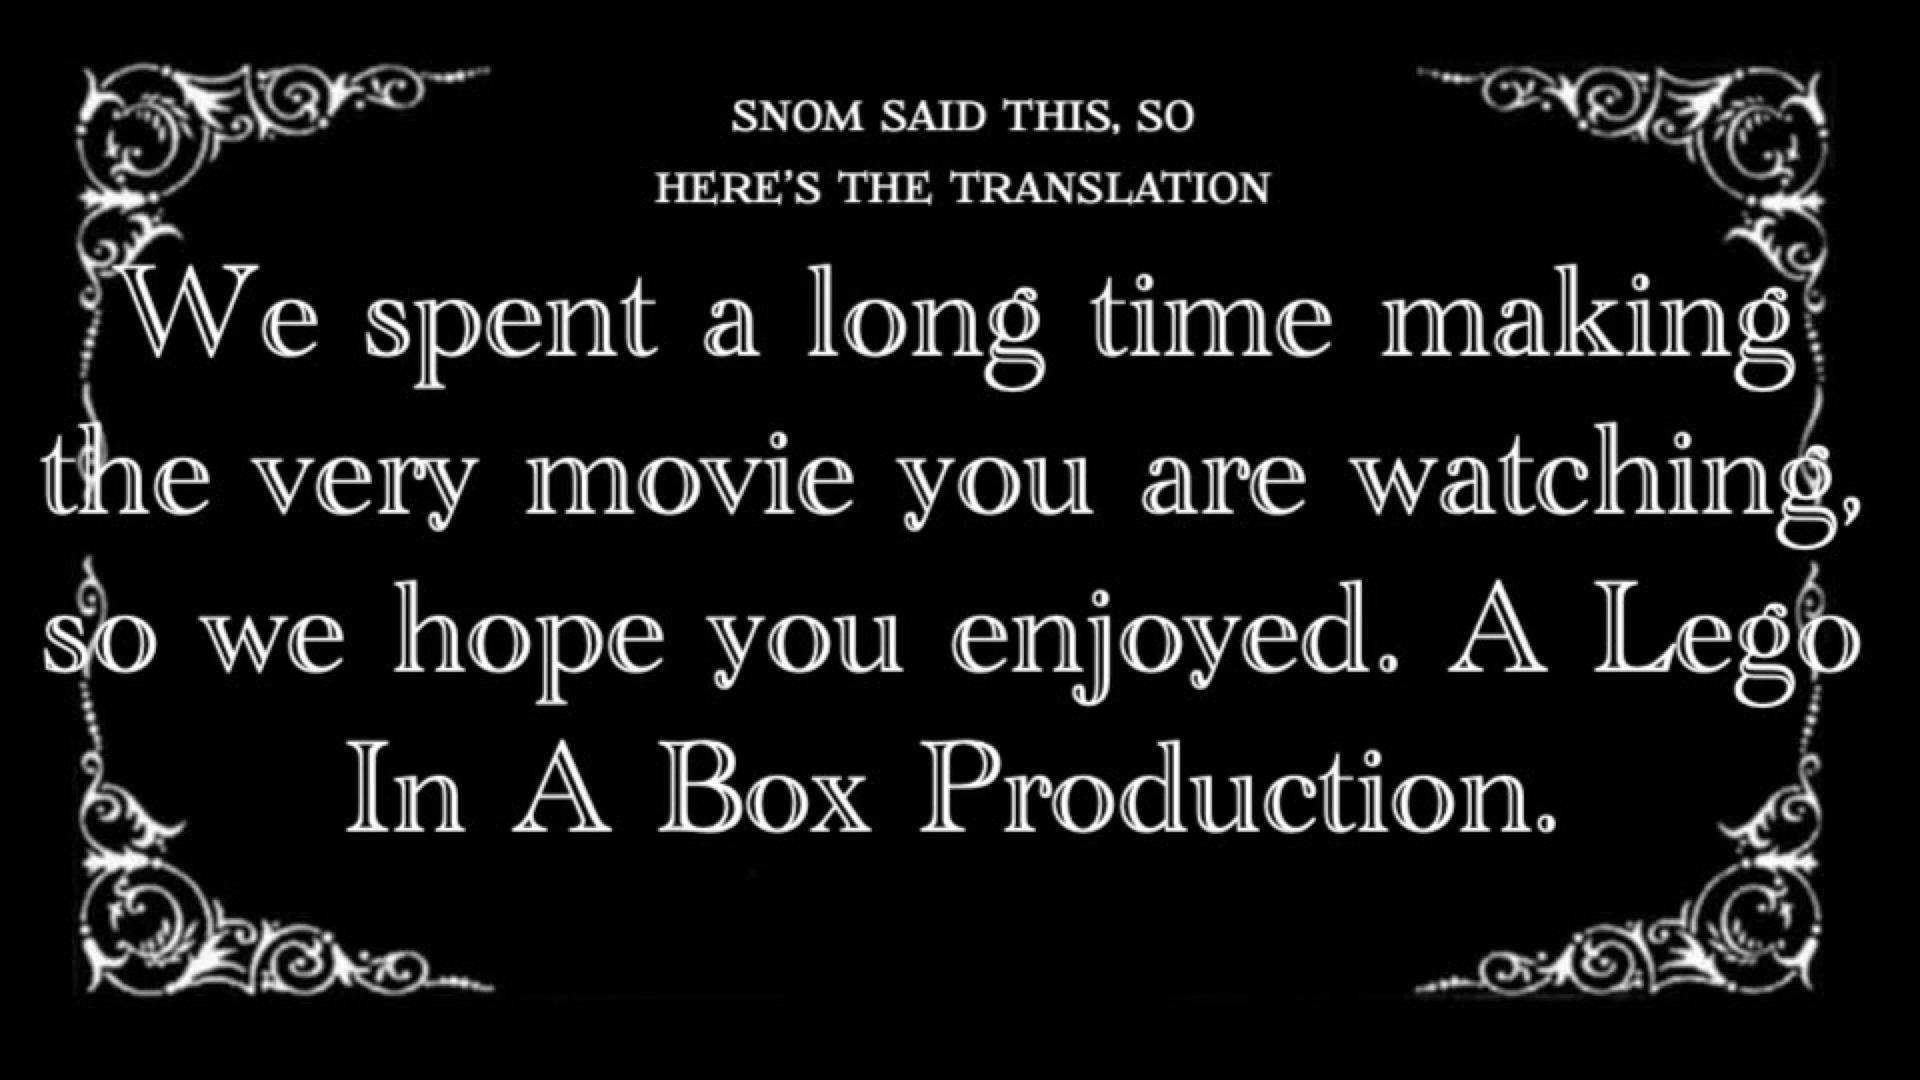 SNOM SAID THIS, SO
HERE'S THE TRANSLATION
We spent a long time making
the very movie you are watching,
so we hope you enjoyed. A Lego
In A Box Production.